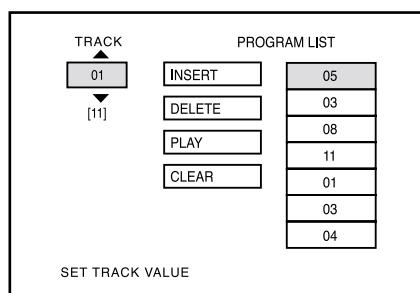 TRACK
PROGRAM LIST
01
[11]
INSERT
DELETE
PLAY
CLEAR
05
03
08
11
01
03
04
SET TRACK VALUE